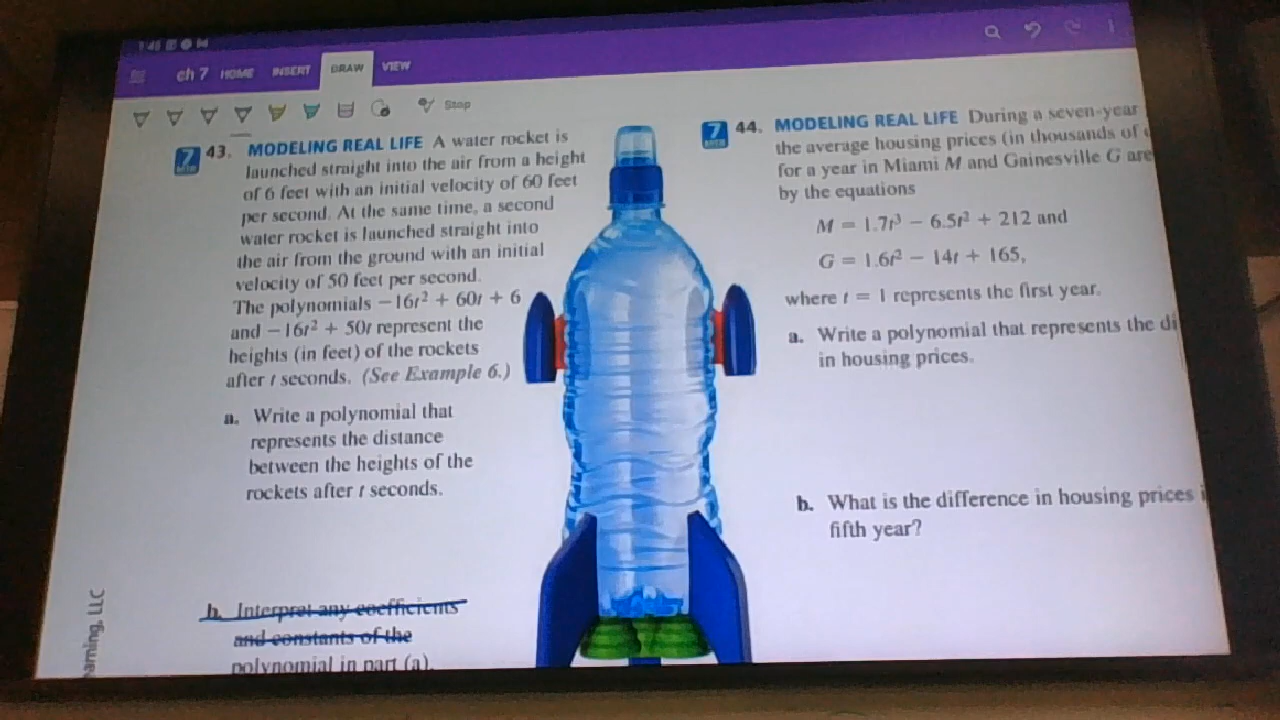 ch 7 HOME INSERT DRAW VIEW
Stop
7
43. MODELING REAL LIFE A water rocket is
launched straight into the air from a height
of 6 feet with an initial velocity of 60 feet
per second. At the same time, a second
water rocket is launched straight into
the air from the ground with an initial
velocity of 50 feet per second.
The polynomials −16t² + 60t + 6
and −16t² + 50t represent the
heights (in feet) of the rockets
after t seconds. (See Example 6.)
a. Write a polynomial that
represents the distance
between the heights of the
rockets after t seconds.
b. Interpret any coefficients
and constants of the
polynomial in part (a).
7
44. MODELING REAL LIFE During a seven-year
the average housing prices (in thousands of
for a year in Miami M and Gainesville G are
by the equations
M = 1.7t³ − 6.5t² + 212 and
G = 1.6t² − 14t + 165,
where t = 1 represents the first year.
a. Write a polynomial that represents the di
in housing prices.
b. What is the difference in housing prices i
fifth year?
arning, LLC